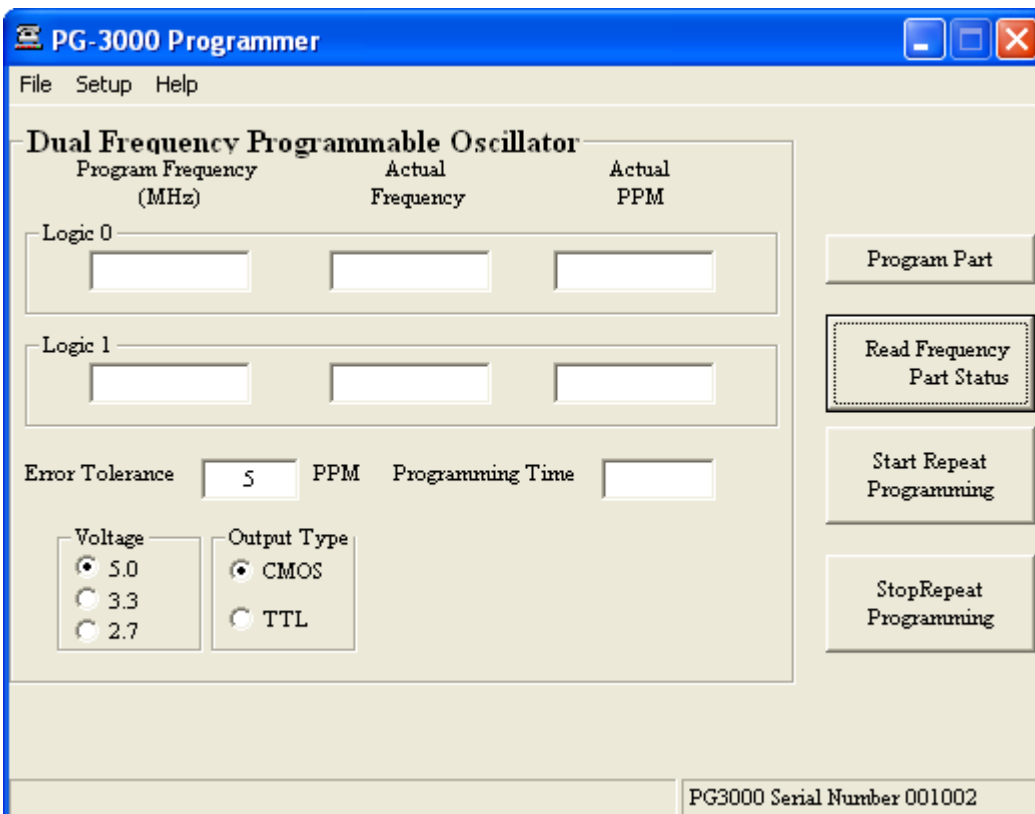 PG-3000 Programmer
File Setup Help
Dual Frequency Programmable Oscillator
Program Frequency
(MHz)
Actual
Frequency
Actual
PPM
Logic 0
Program Part
Logic 1
Read Frequency
Part Status
Error Tolerance 5 PPM Programming Time
Start Repeat
Programming
Voltage
5.0
3.3
2.7
Output Type
CMOS
TTL
StopRepeat
Programming
PG3000 Serial Number 001002